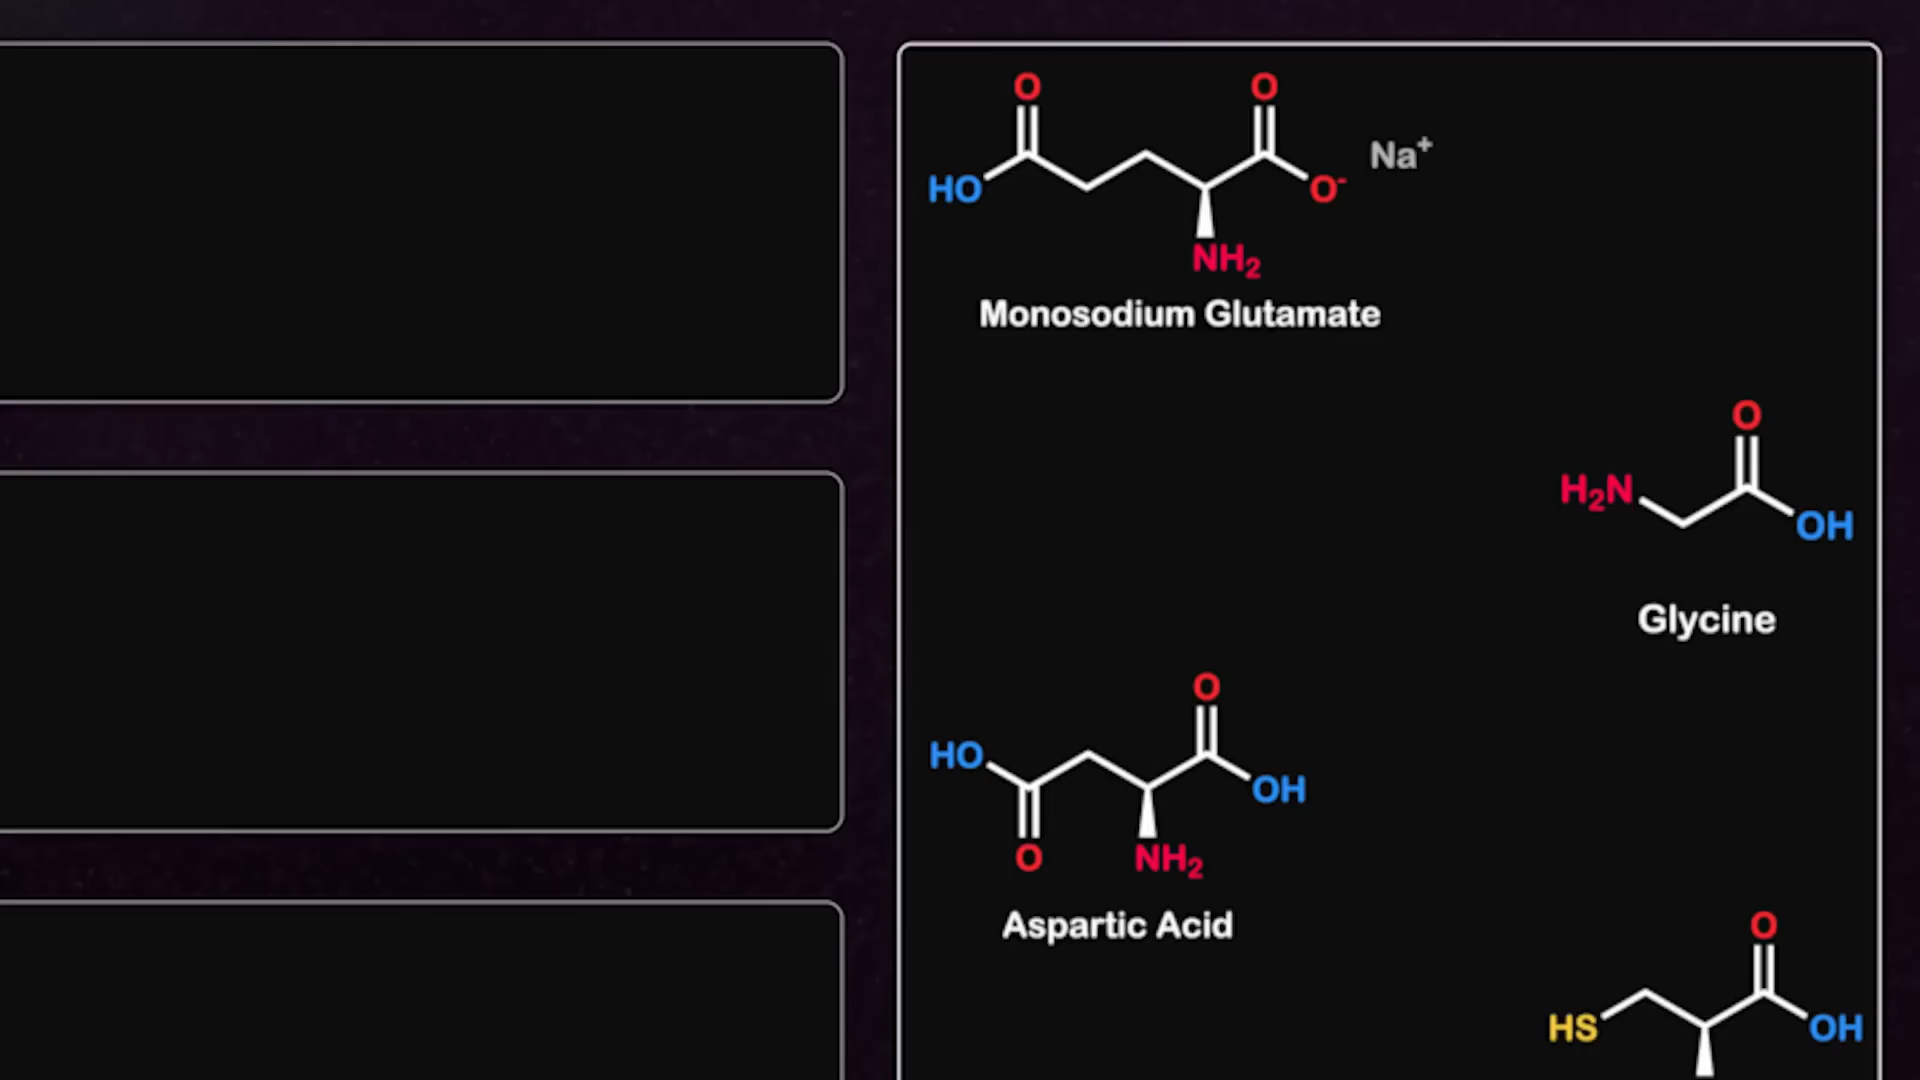 O O
HO O⁻ Na⁺
NH₂
Monosodium Glutamate
O
H₂N OH
Glycine
O
HO OH
O NH₂
Aspartic Acid
O
HS OH